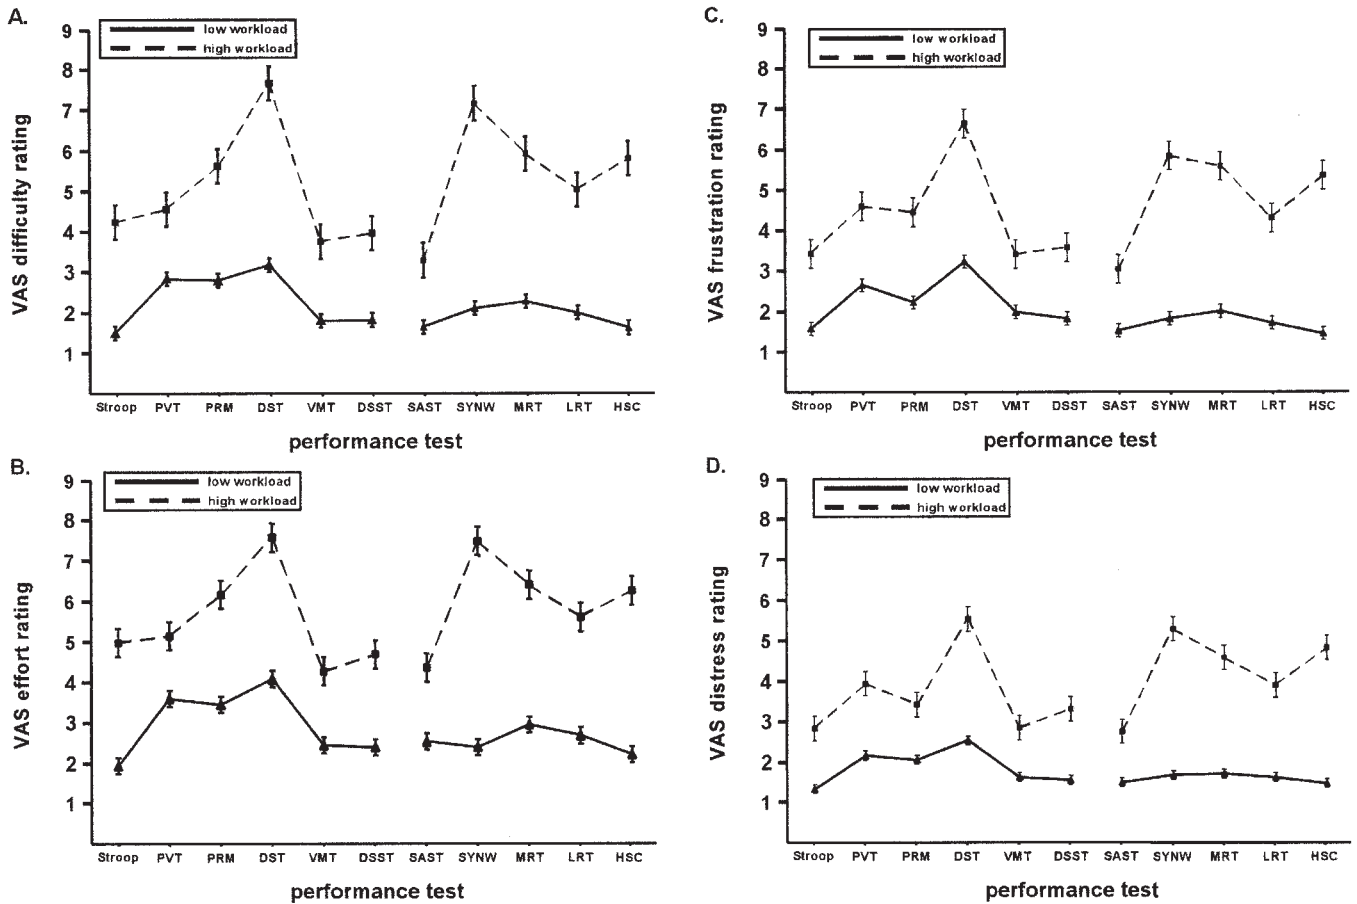 A.
low workload
high workload
VAS difficulty rating
9
8
7
6
5
4
3
2
1
Stroop PVT PRM DST VMT DSST SAST SYNW MRT LRT HSC
performance test
B.
low workload
high workload
VAS effort rating
9
8
7
6
5
4
3
2
1
Stroop PVT PRM DST VMT DSST SAST SYNW MRT LRT HSC
performance test
C.
low workload
high workload
VAS frustration rating
9
8
7
6
5
4
3
2
1
Stroop PVT PRM DST VMT DSST SAST SYNW MRT LRT HSC
performance test
D.
low workload
high workload
VAS distress rating
9
8
7
6
5
4
3
2
1
Stroop PVT PRM DST VMT DSST SAST SYNW MRT LRT HSC
performance test